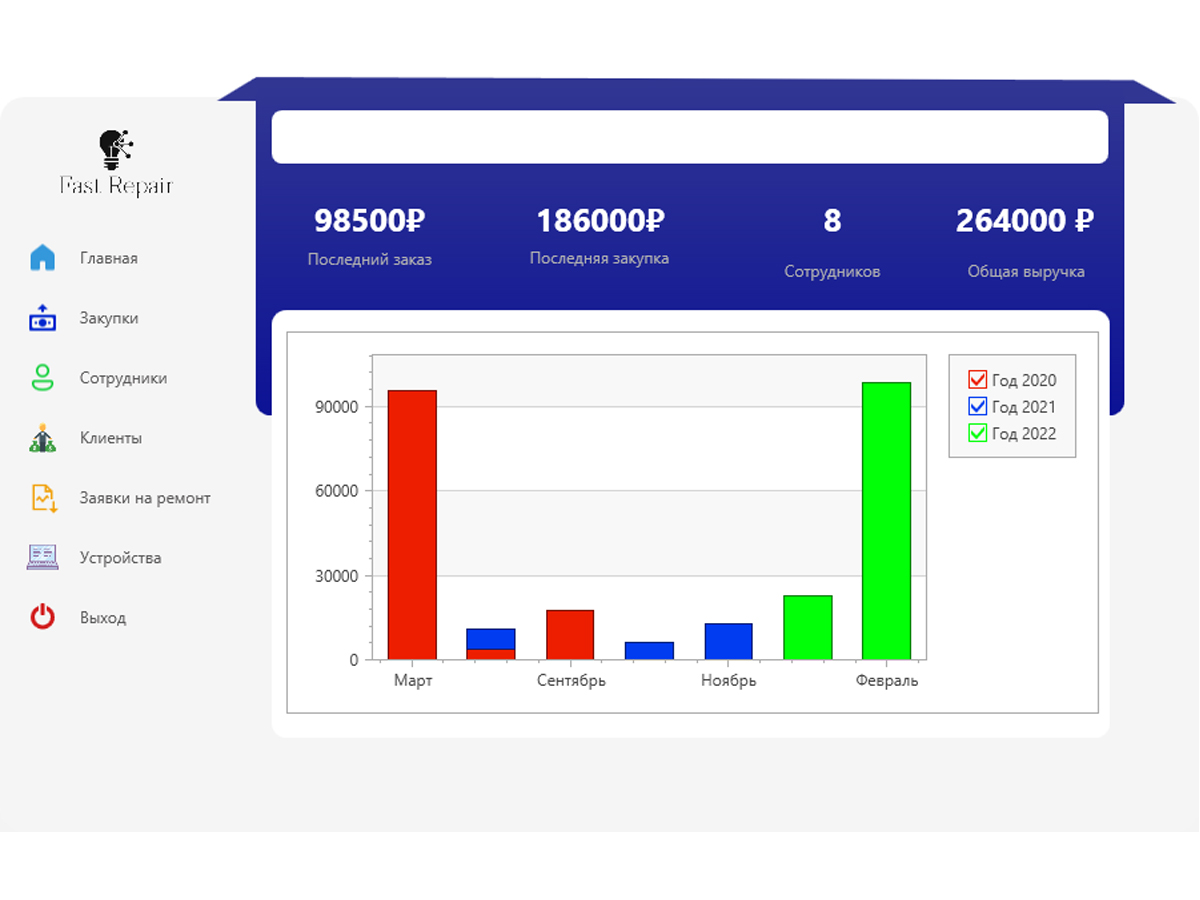 Fast Repair
Главная
Закупки
Сотрудники
Клиенты
Заявки на ремонт
Устройства
Выход
98500₽ 186000₽ 8 264000 ₽
Последний заказ Последняя закупка Сотрудников Общая выручка
90000
60000
30000
0
Март Сентябрь Ноябрь Февраль
Год 2020
Год 2021
Год 2022